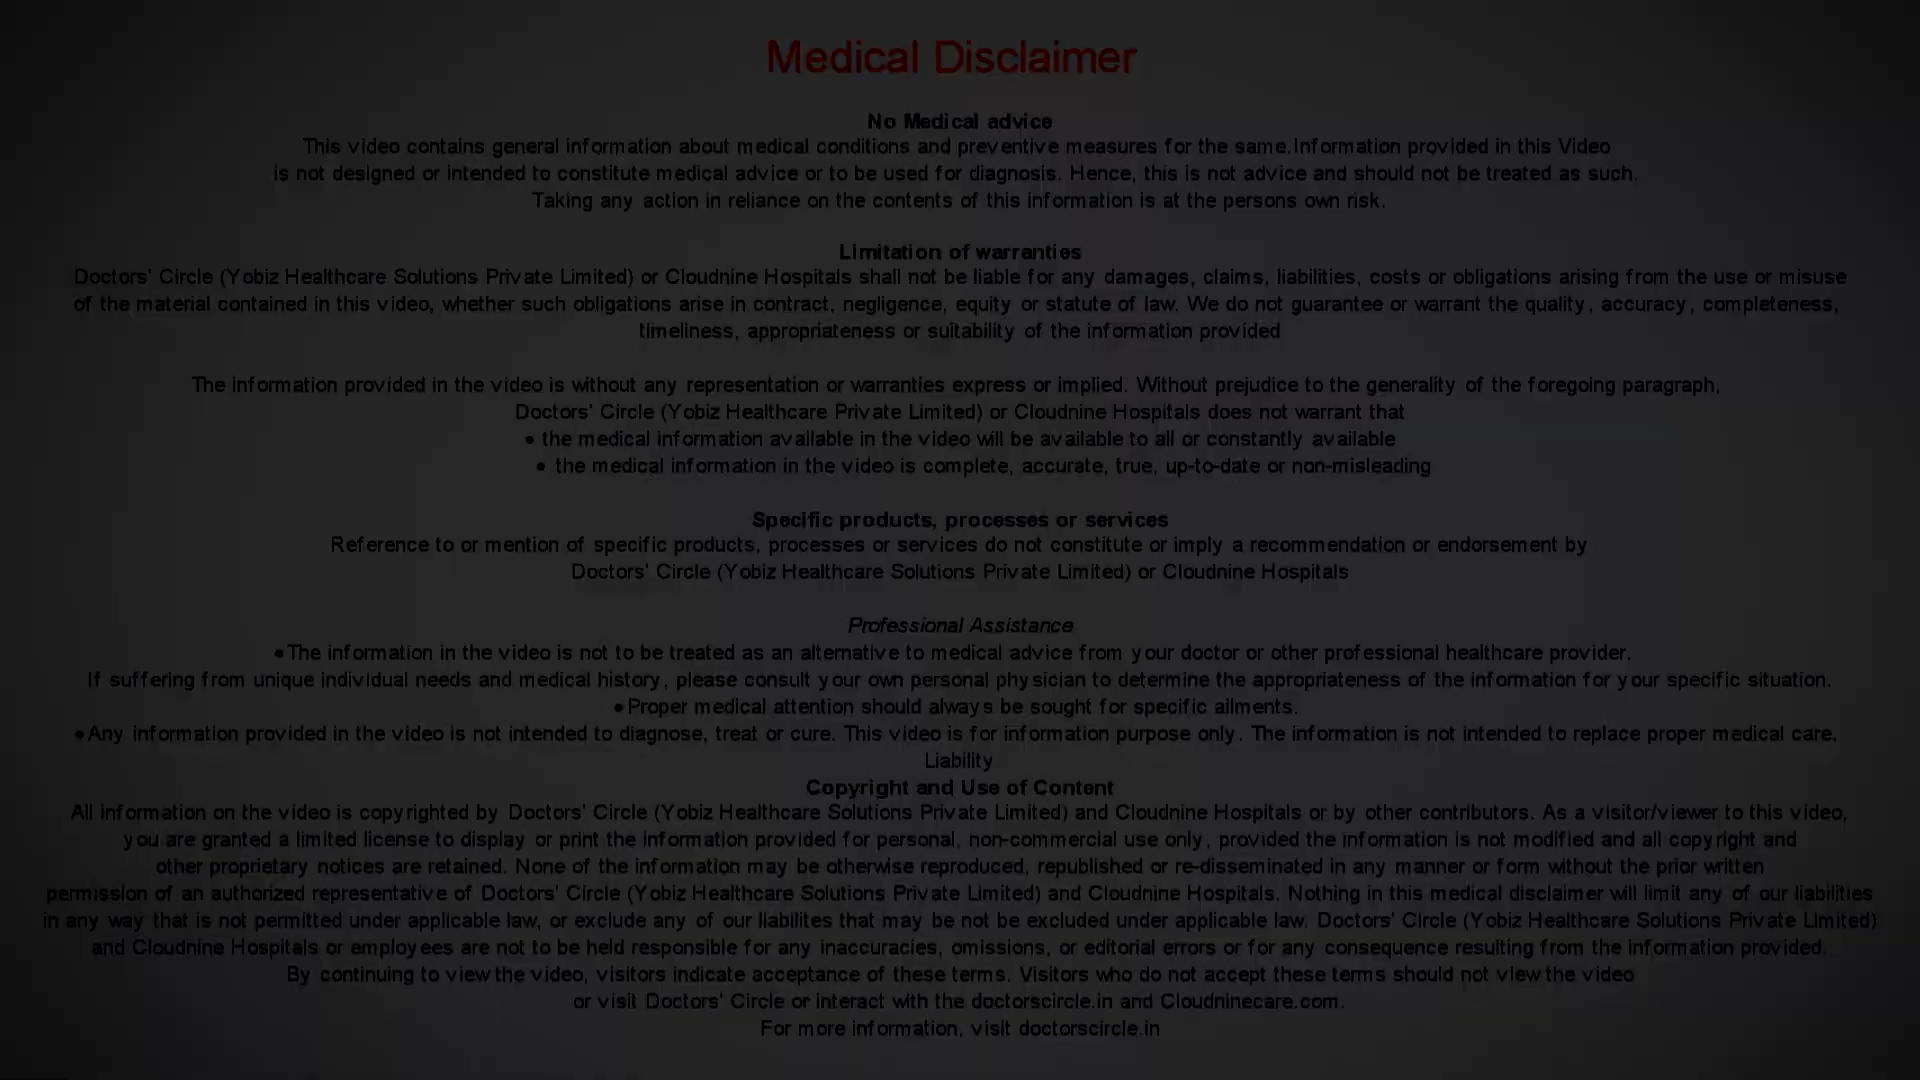 Medical Disclaimer
No Medical advice
This video contains general information about medical conditions and preventive measures for the same.Information provided in this Video
is not designed or intended to constitute medical advice or to be used for diagnosis. Hence, this is not advice and should not be treated as such.
Taking any action in reliance on the contents of this information is at the persons own risk.
Limitation of warranties
Doctors' Circle (Yobiz Healthcare Solutions Private Limited) or Cloudnine Hospitals shall not be liable for any damages, claims, liabilities, costs or obligations arising from the use or misuse
of the material contained in this video, whether such obligations arise in contract, negligence, equity or statute of law. We do not guarantee or warrant the quality, accuracy, completeness,
timeliness, appropriateness or suitability of the information provided
The information provided in the video is without any representation or warranties express or implied. Without prejudice to the generality of the foregoing paragraph,
Doctors' Circle (Yobiz Healthcare Private Limited) or Cloudnine Hospitals does not warrant that
• the medical information available in the video will be available to all or constantly available
• the medical information in the video is complete, accurate, true, up-to-date or non-misleading
Specific products, processes or services
Reference to or mention of specific products, processes or services do not constitute or imply a recommendation or endorsement by
Doctors' Circle (Yobiz Healthcare Solutions Private Limited) or Cloudnine Hospitals
Professional Assistance
•The information in the video is not to be treated as an alternative to medical advice from your doctor or other professional healthcare provider.
If suffering from unique individual needs and medical history, please consult your own personal physician to determine the appropriateness of the information for your specific situation.
•Proper medical attention should always be sought for specific ailments.
•Any information provided in the video is not intended to diagnose, treat or cure. This video is for information purpose only. The information is not intended to replace proper medical care.
Liability
Copyright and Use of Content
All information on the video is copyrighted by Doctors' Circle (Yobiz Healthcare Solutions Private Limited) and Cloudnine Hospitals or by other contributors. As a visitor/viewer to this video,
you are granted a limited license to display or print the information provided for personal, non-commercial use only, provided the information is not modified and all copyright and
other proprietary notices are retained. None of the information may be otherwise reproduced, republished or re-disseminated in any manner or form without the prior written
permission of an authorized representative of Doctors' Circle (Yobiz Healthcare Solutions Private Limited) and Cloudnine Hospitals. Nothing in this medical disclaimer will limit any of our liabilities
in any way that is not permitted under applicable law, or exclude any of our liabilites that may be not be excluded under applicable law. Doctors' Circle (Yobiz Healthcare Solutions Private Limited)
and Cloudnine Hospitals or employees are not to be held responsible for any inaccuracies, omissions, or editorial errors or for any consequence resulting from the information provided.
By continuing to view the video, visitors indicate acceptance of these terms. Visitors who do not accept these terms should not view the video
or visit Doctors' Circle or interact with the doctorscircle.in and Cloudninecare.com.
For more information, visit doctorscircle.in